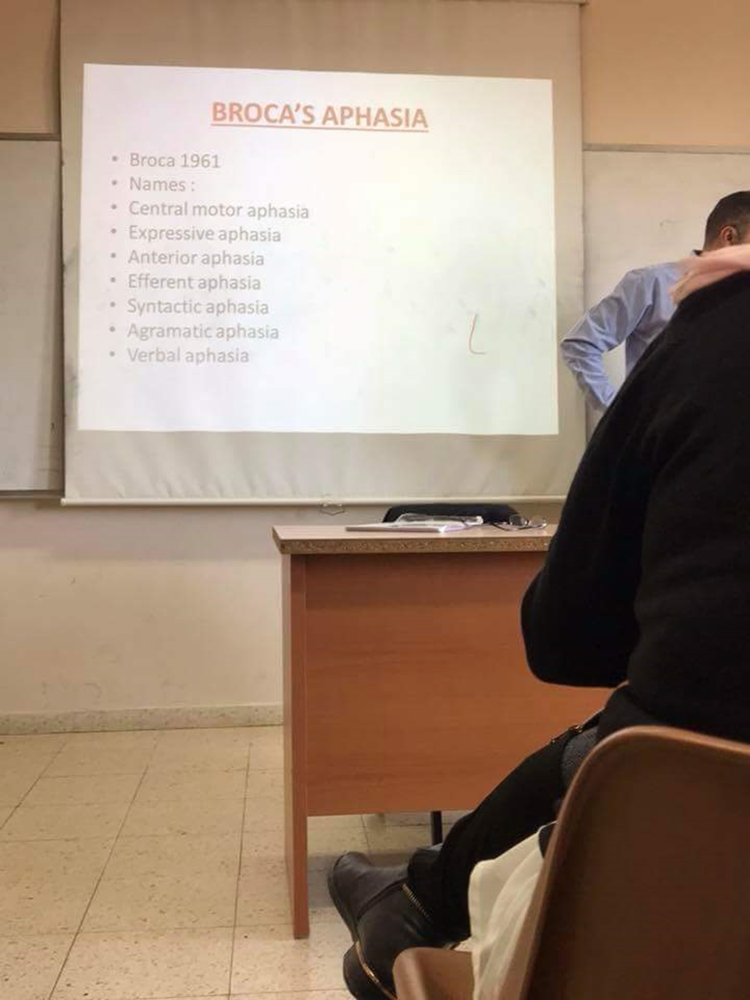 BROCA'S APHASIA
• Broca 1961
• Names :
• Central motor aphasia
• Expressive aphasia
• Anterior aphasia
• Efferent aphasia
• Syntactic aphasia
• Agramatic aphasia
• Verbal aphasia